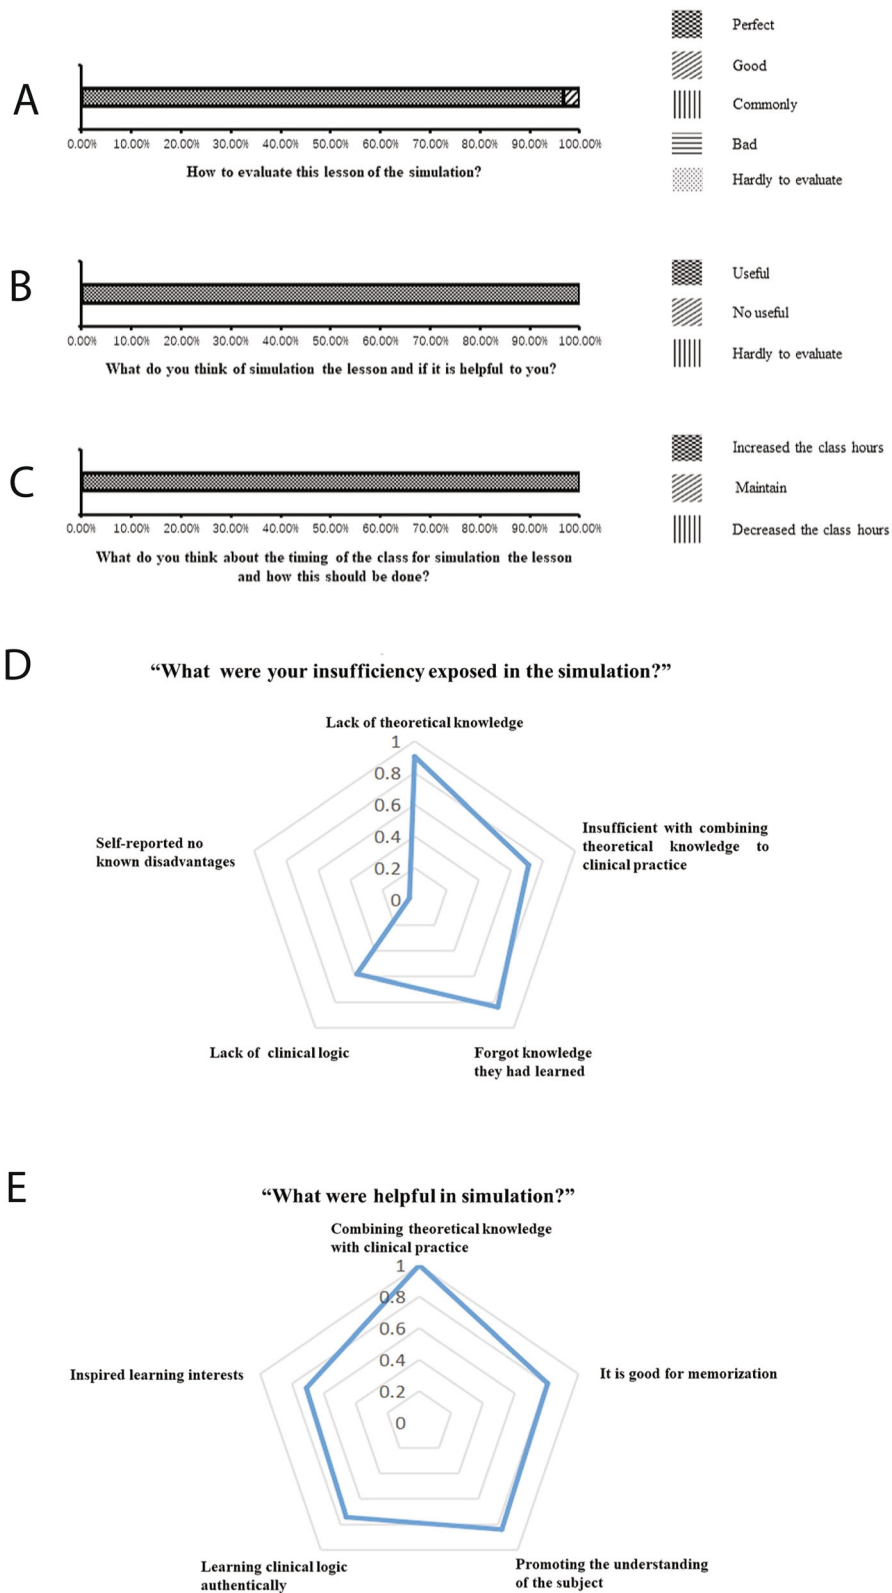 A
0.00% 10.00% 20.00% 30.00% 40.00% 50.00% 60.00% 70.00% 80.00% 90.00% 100.00%
How to evaluate this lesson of the simulation?
Perfect
Good
Commonly
Bad
Hardly to evaluate
B
0.00% 10.00% 20.00% 30.00% 40.00% 50.00% 60.00% 70.00% 80.00% 90.00% 100.00%
What do you think of simulation the lesson and if it is helpful to you?
Useful
No useful
Hardly to evaluate
C
0.00% 10.00% 20.00% 30.00% 40.00% 50.00% 60.00% 70.00% 80.00% 90.00% 100.00%
What do you think about the timing of the class for simulation the lesson
and how this should be done?
Increased the class hours
Maintain
Decreased the class hours
D
“What were your insufficiency exposed in the simulation?”
Lack of theoretical knowledge
1
0.8
0.6
0.4
0.2
0
Insufficient with combining
theoretical knowledge to
clinical practice
Self-reported no
known disadvantages
Lack of clinical logic
Forgot knowledge
they had learned
E
“What were helpful in simulation?”
Combining theoretical knowledge
with clinical practice
1
0.8
0.6
0.4
0.2
0
Inspired learning interests
It is good for memorization
Learning clinical logic
authentically
Promoting the understanding
of the subject